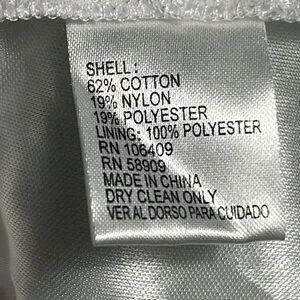 SHELL:
62% COTTON
19% NYLON
19% POLYESTER
LINING: 100% POLYESTER
RN 106409
RN 58909
MADE IN CHINA
DRY CLEAN ONLY
VER AL DORSO PARA CUIDADO